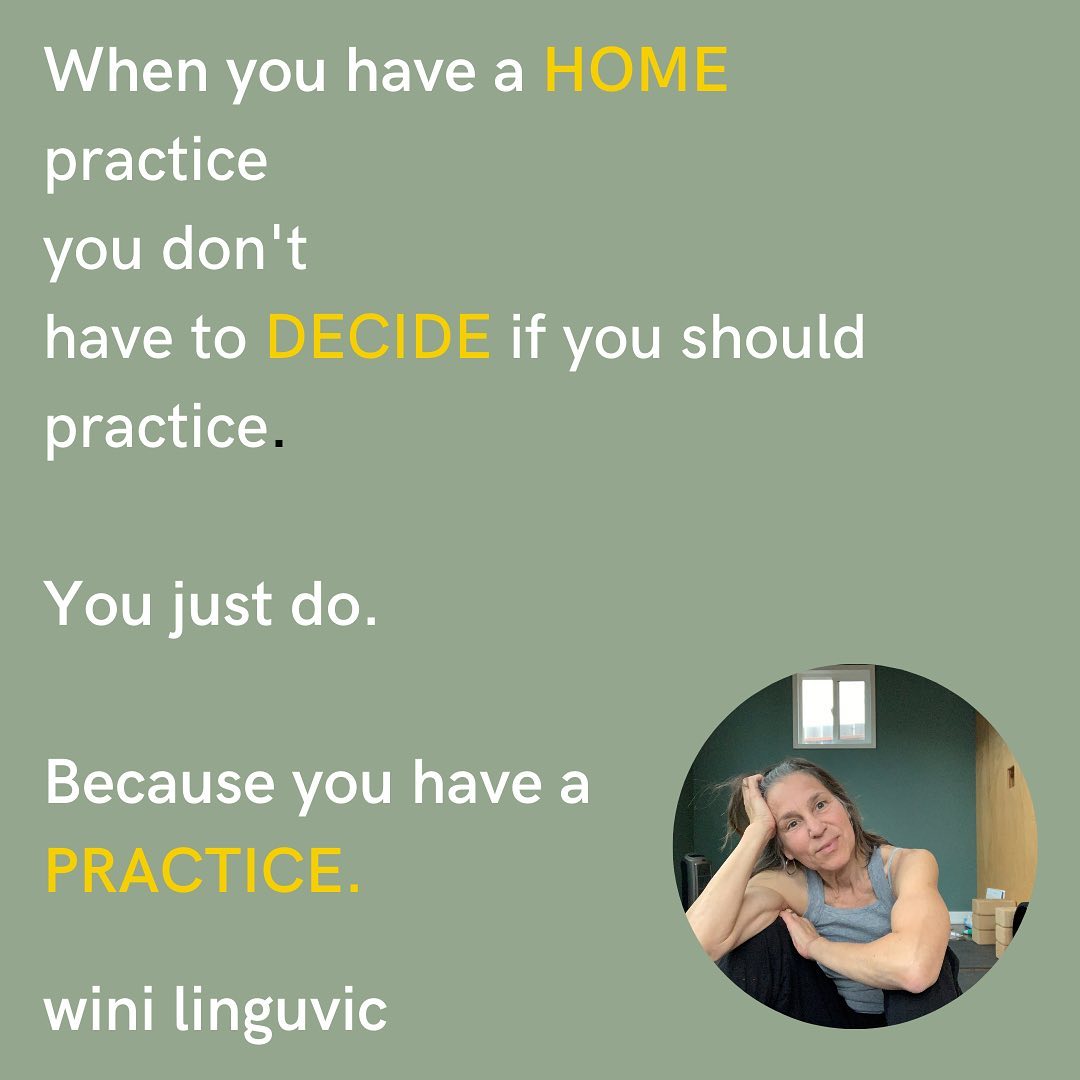 When you have a HOME
practice
you don't
have to DECIDE if you should
practice.
You just do.
Because you have a
PRACTICE.
wini linguvic